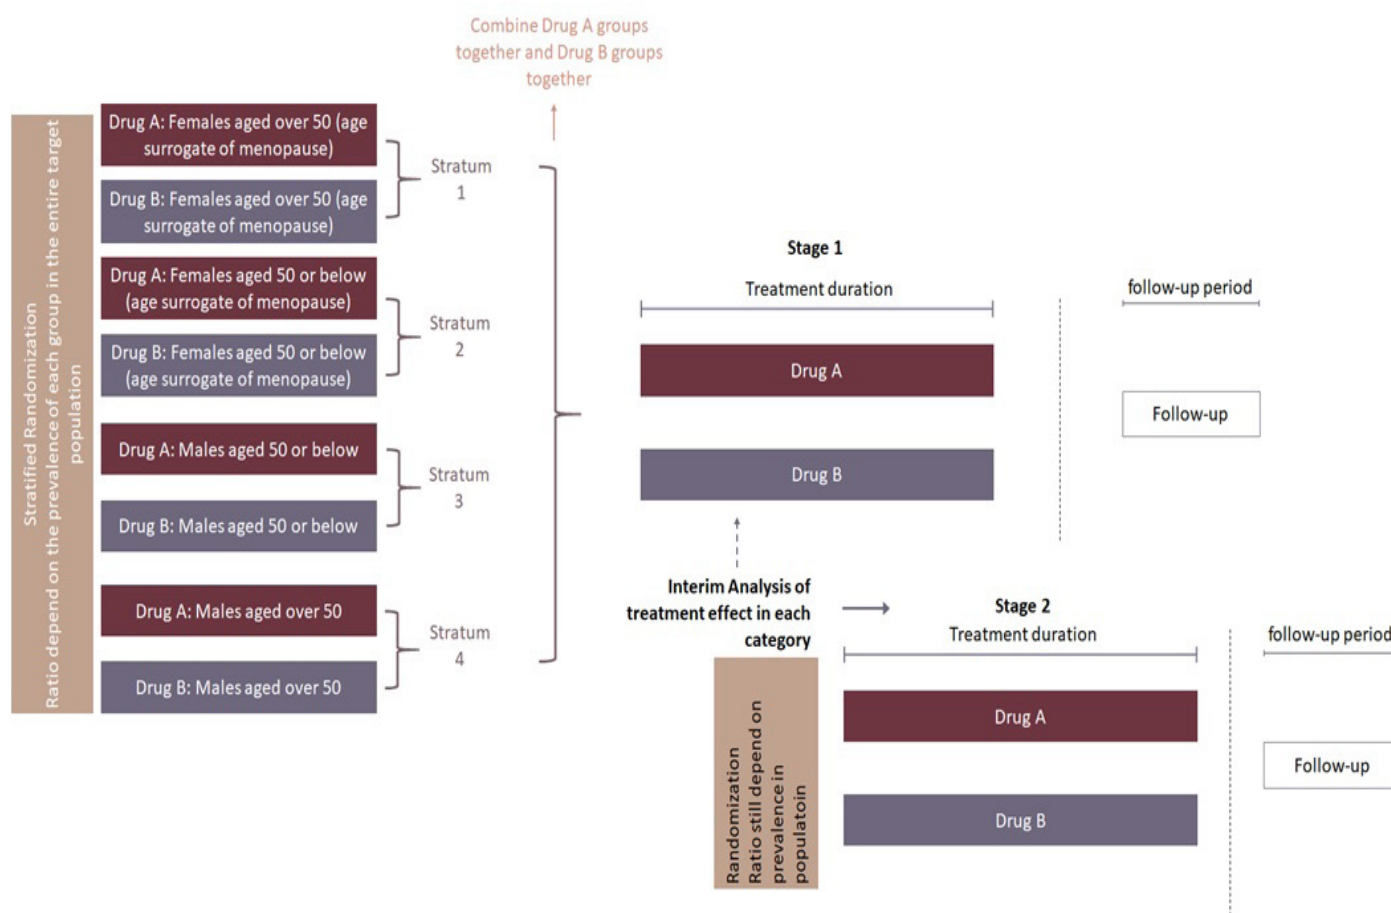 Combine Drug A groups
together and Drug B groups
together
Stratified Randomization
Ratio depend on the prevalence of each group in the entire target
population
Drug A: Females aged over 50 (age
surrogate of menopause)
Drug B: Females aged over 50 (age
surrogate of menopause)
Stratum
1
Drug A: Females aged 50 or below
(age surrogate of menopause)
Drug B: Females aged 50 or below
(age surrogate of menopause)
Stratum
2
Drug A: Males aged 50 or below
Drug B: Males aged 50 or below
Stratum
3
Drug A: Males aged over 50
Drug B: Males aged over 50
Stratum
4
Stage 1
Treatment duration
follow-up period
Drug A
Drug B
Follow-up
Interim Analysis of
treatment effect in each
category
Stage 2
Treatment duration
follow-up period
Randomization
Ratio still depend on
prevalence in
populatoin
Drug A
Drug B
Follow-up